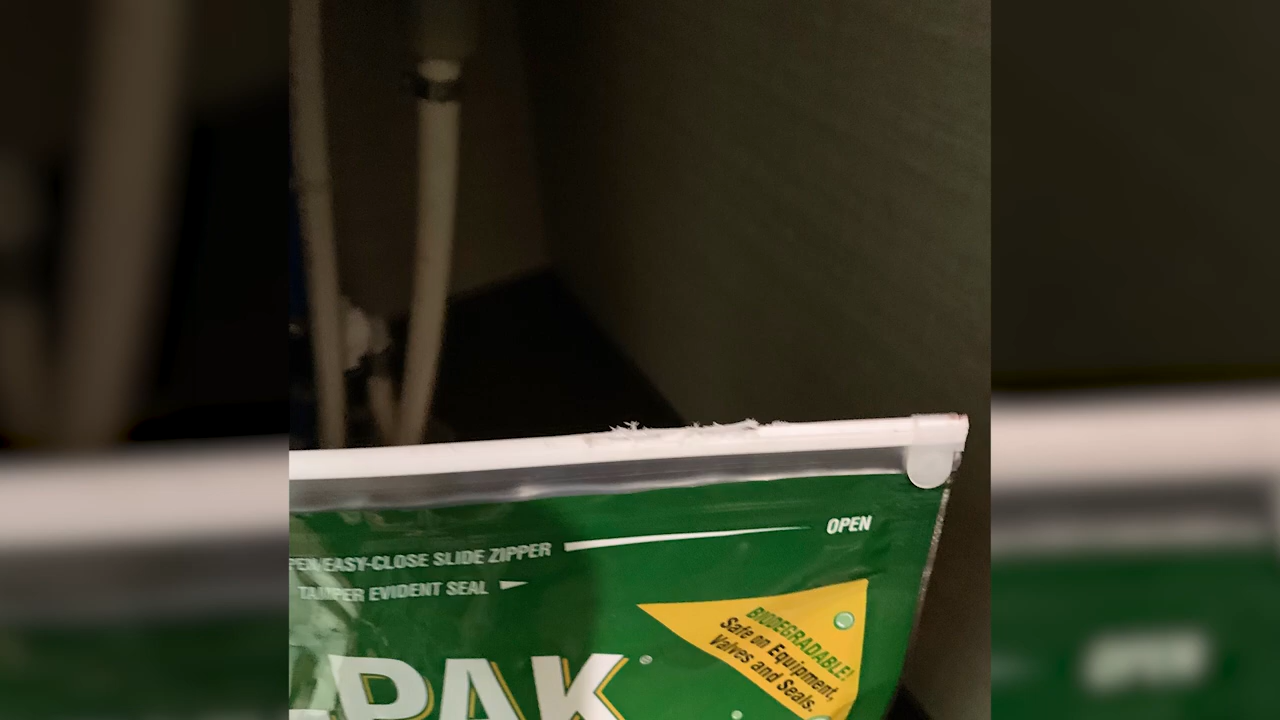 OPEN
EASY-CLOSE SLIDE ZIPPER
TAMPER EVIDENT SEAL
BIODEGRADABLE!
Safe on Equipment,
Valves and Seals.
PAK